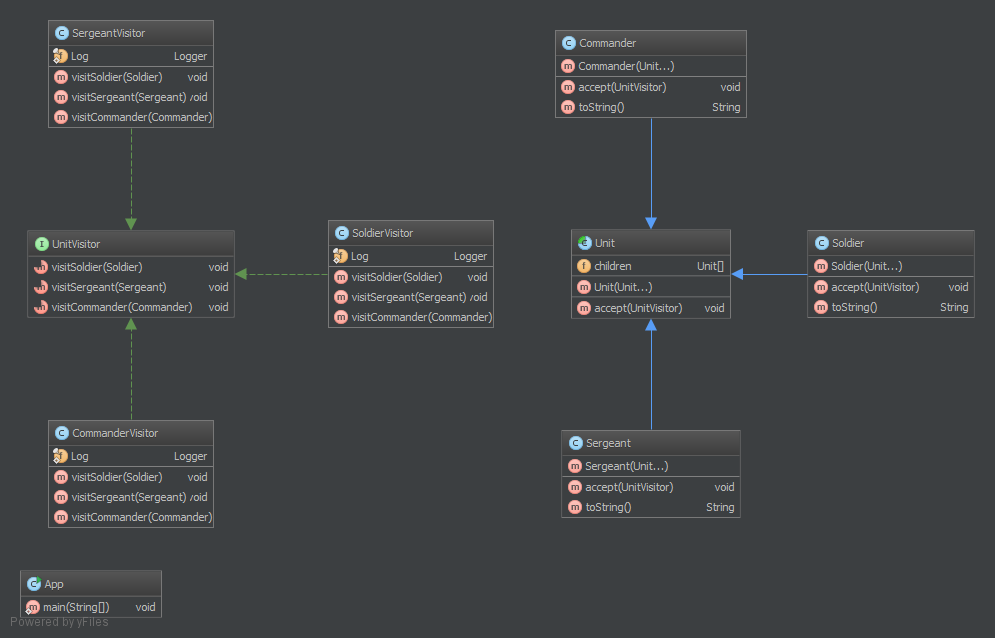 SergeantVisitor
Log Logger
visitSoldier(Soldier) void
visitSergeant(Sergeant) void
visitCommander(Commander)
Commander
Commander(Unit...)
accept(UnitVisitor) void
toString() String
UnitVisitor
visitSoldier(Soldier) void
visitSergeant(Sergeant) void
visitCommander(Commander) void
SoldierVisitor
Log Logger
visitSoldier(Soldier) void
visitSergeant(Sergeant) void
visitCommander(Commander)
Unit
children Unit[]
Unit(Unit...)
accept(UnitVisitor) void
Soldier
Soldier(Unit...)
accept(UnitVisitor) void
toString() String
CommanderVisitor
Log Logger
visitSoldier(Soldier) void
visitSergeant(Sergeant) void
visitCommander(Commander)
Sergeant
Sergeant(Unit...)
accept(UnitVisitor) void
toString() String
App
main(String[]) void
Powered by yFiles